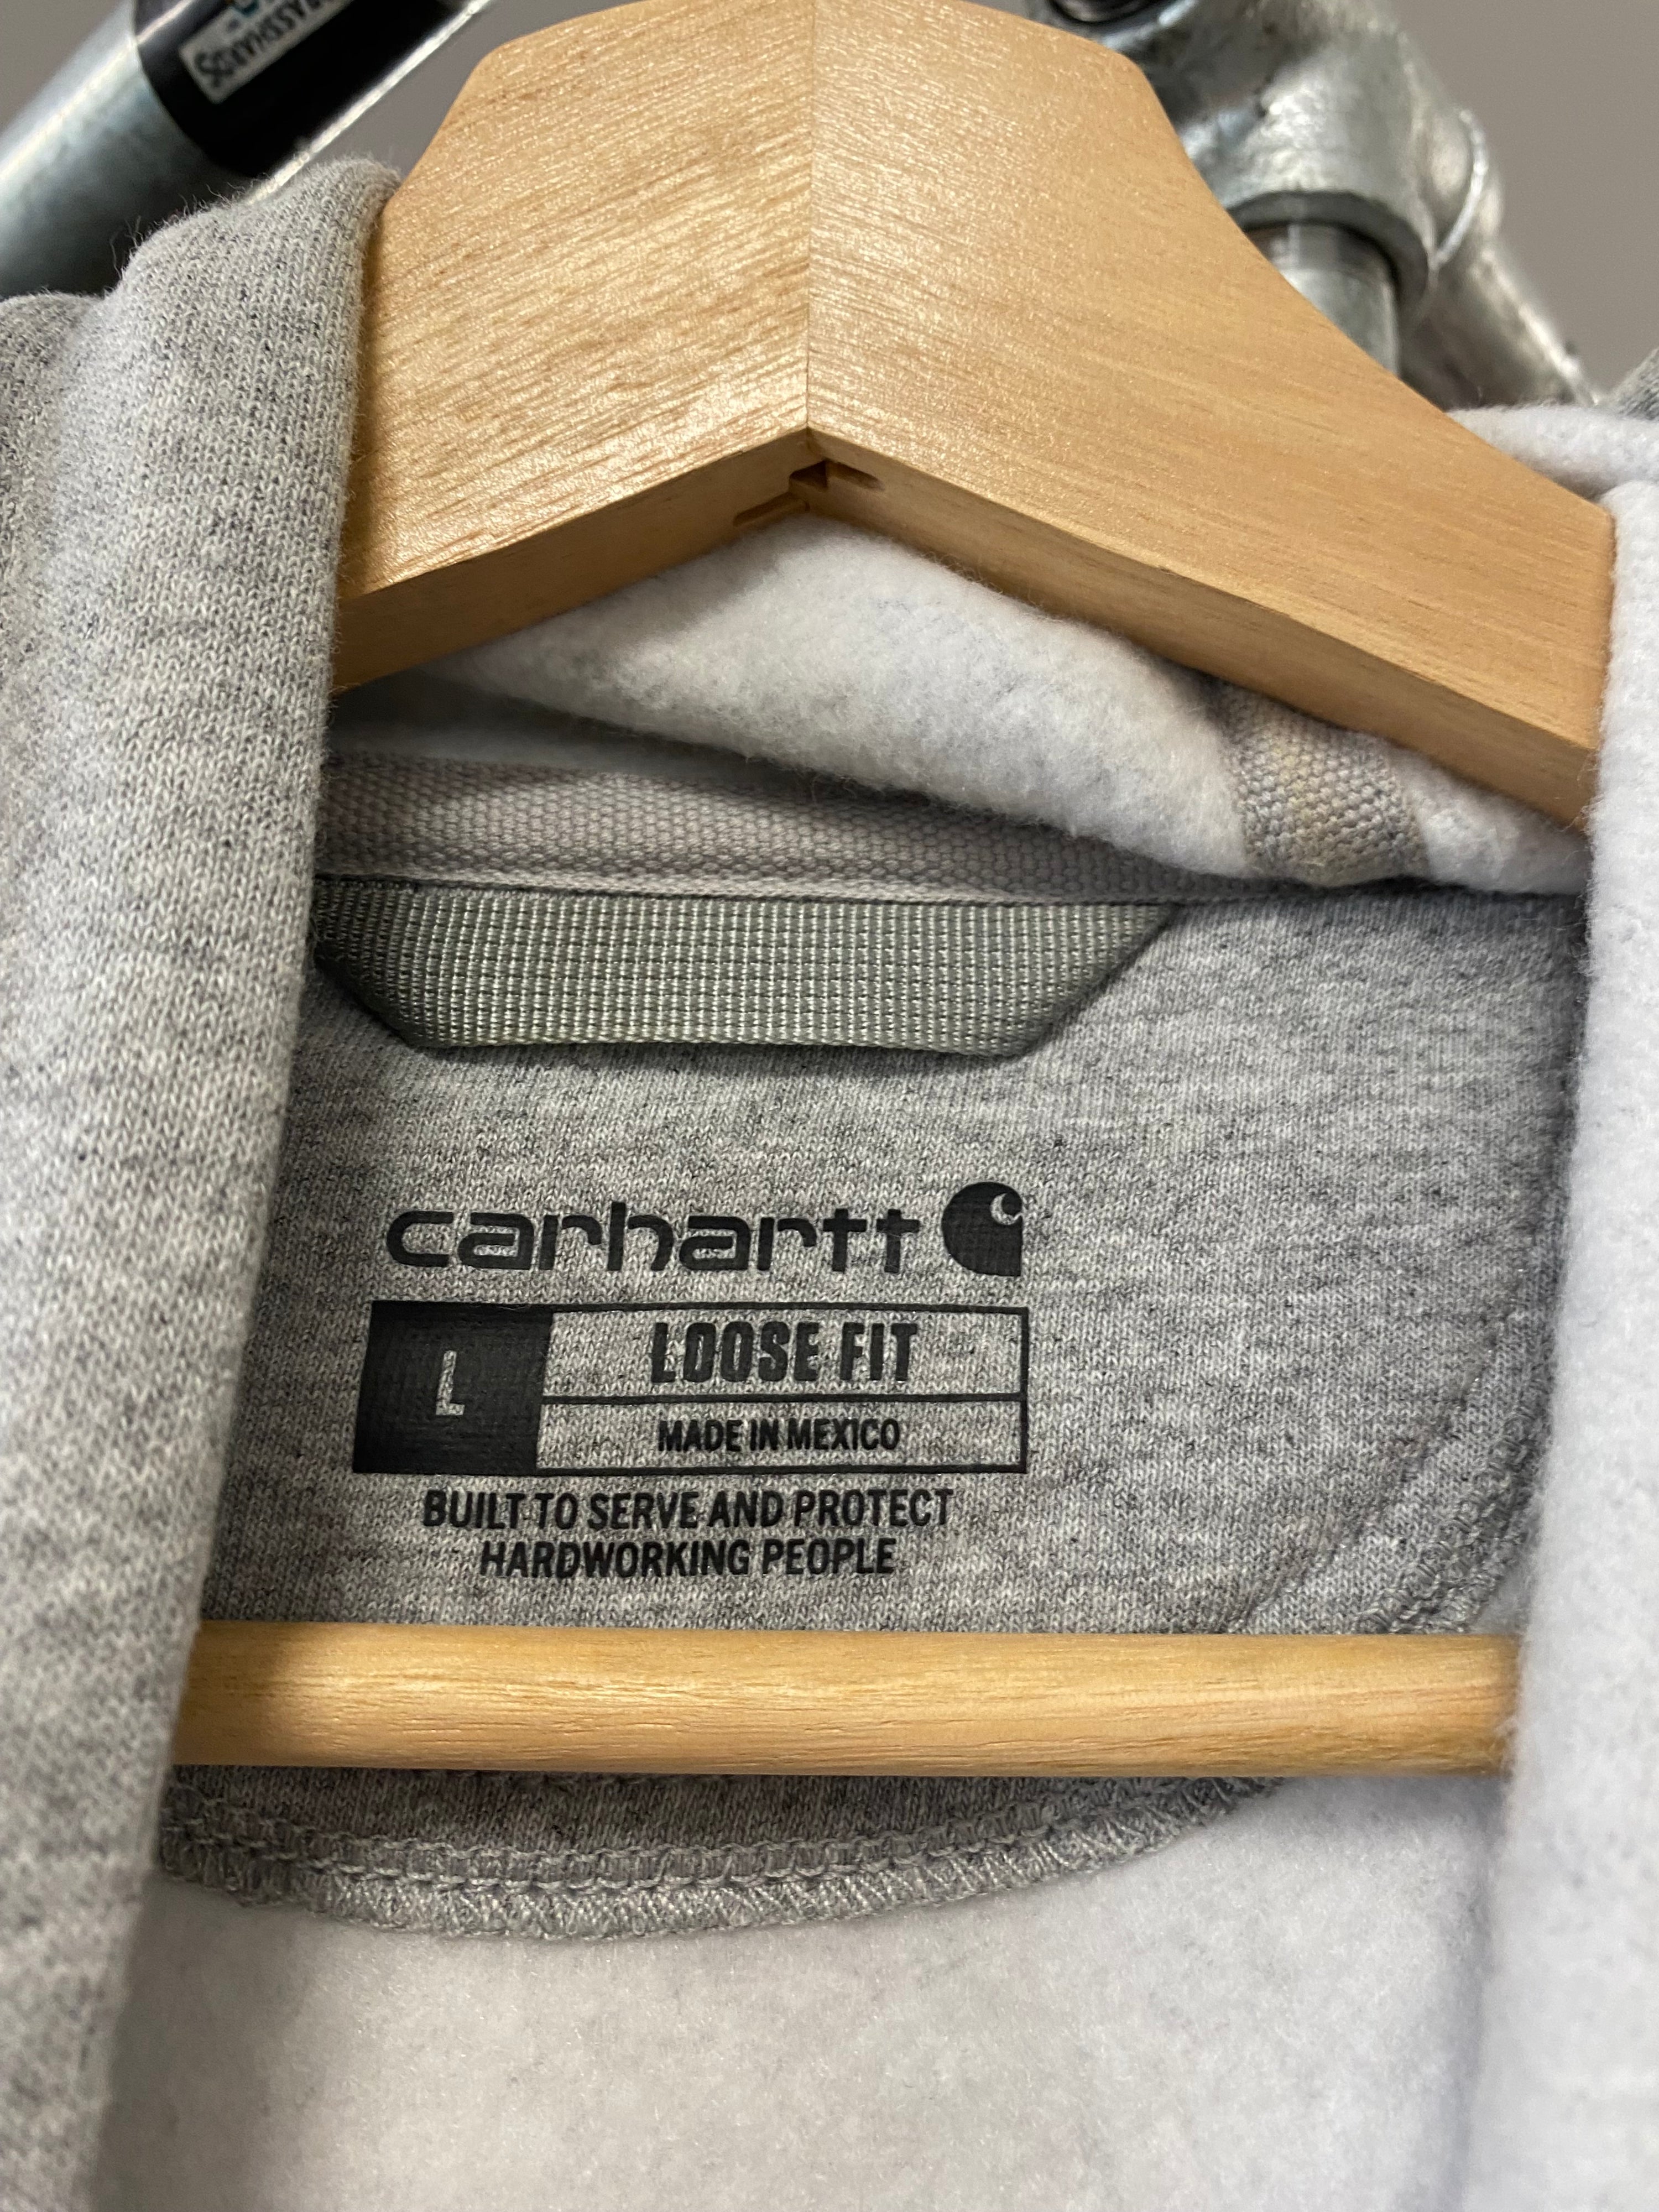 carhartt
L
LOOSE FIT
MADE IN MEXICO
BUILT TO SERVE AND PROTECT
HARDWORKING PEOPLE